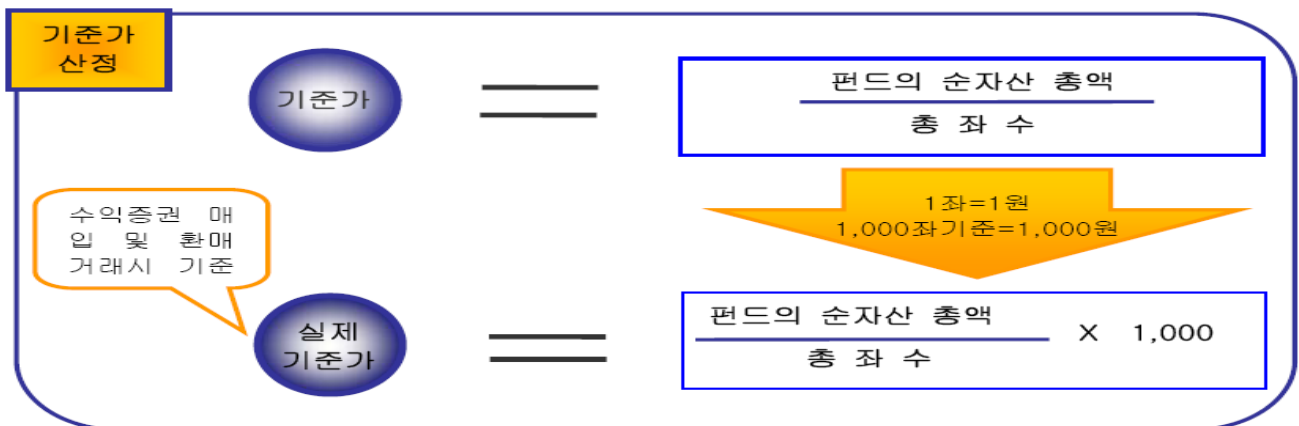 기준가
산정
기준가
펀드의 순자산 총액
총 좌 수
1좌=1원
1,000좌기준=1,000원
수익증권 매
입 및 환매
거래시 기준
실제
기준가
펀드의 순자산 총액
총 좌 수
X 1,000